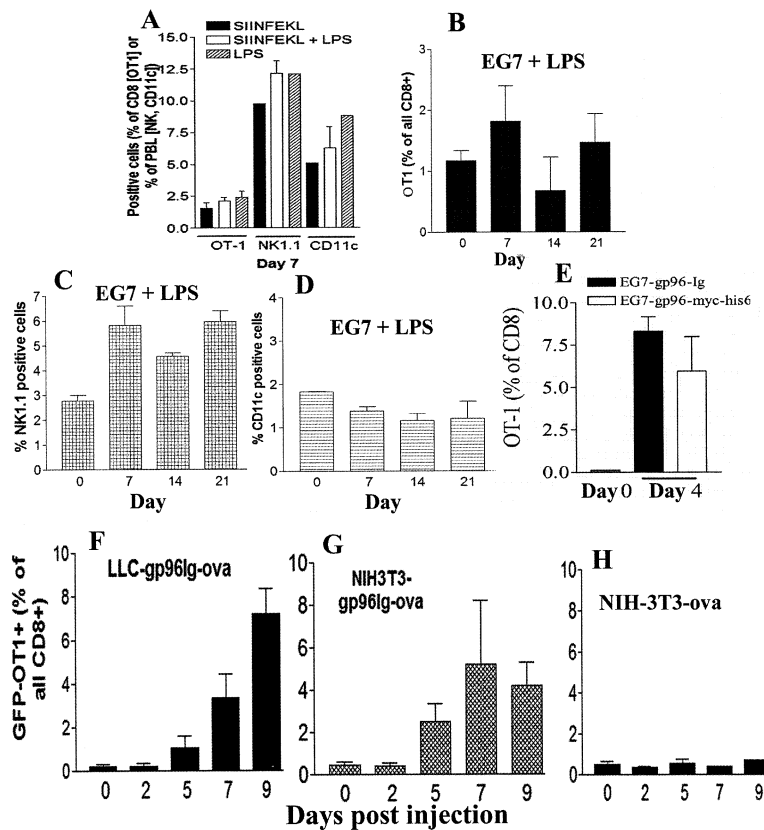 A
SIINFEKL
SIINFEKL + LPS
LPS
Positive cells (% of CD8 [OT1] or
% of PBL [NK, CD11c])
15.0
12.5
10.0
7.5
5.0
2.5
0.0
OT-1 NK1.1 CD11c
Day 7
B
EG7 + LPS
OT1 (% of all CD8+)
3
2
1
0
0 7 14 21
Day
C
EG7 + LPS
% NK1.1 positive cells
7
6
5
4
3
2
1
0
0 7 14 21
Day
D
EG7 + LPS
% CD11c positive cells
4
2
0
0 7 14 21
Day
E
EG7-gp96-Ig
EG7-gp96-myc-his6
OT-1 (% of CD8)
10.0
7.5
5.0
2.5
0.0
Day 0 Day 4
F
LLC-gp96Ig-ova
GFP-OT1+ (% of
all CD8+)
10
8
6
4
2
0
0 2 5 7 9
G
NIH3T3-
gp96Ig-ova
10
8
6
4
2
0
0 2 5 7 9
H
NIH-3T3-ova
10
8
6
4
2
0
0 2 5 7 9
Days post injection